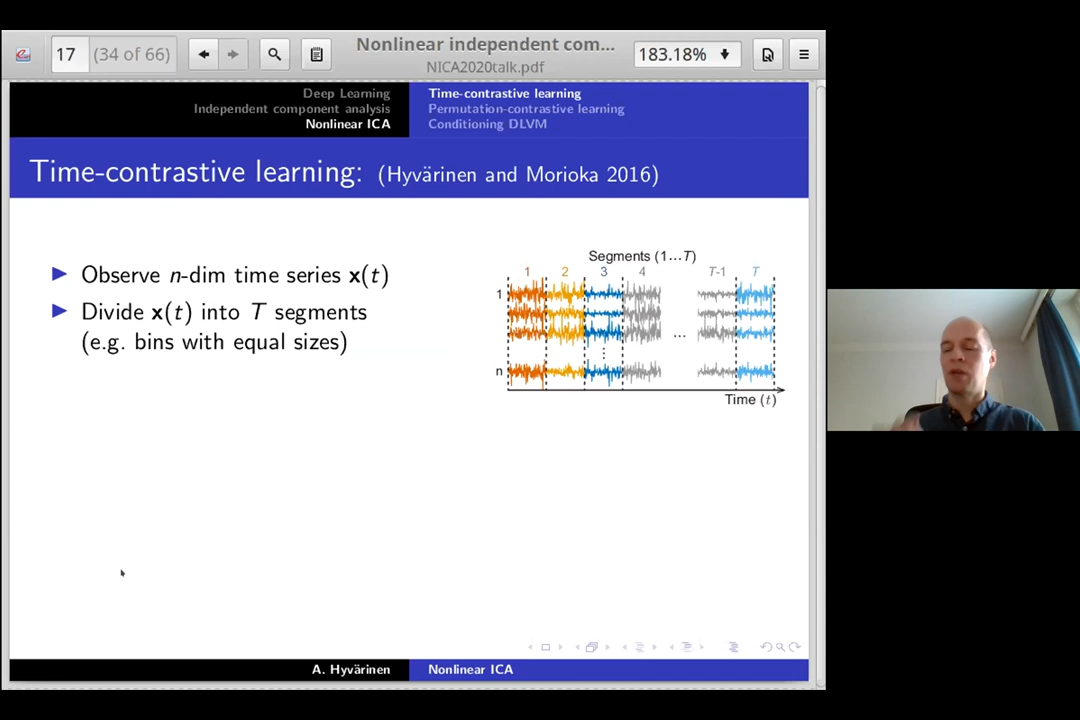 17 (34 of 66)
Nonlinear independent com...
NICA2020talk.pdf
183.18%
Deep Learning
Independent component analysis
Nonlinear ICA
Time-contrastive learning
Permutation-contrastive learning
Conditioning DLVM
Time-contrastive learning: (Hyvärinen and Morioka 2016)
Observe n-dim time series x(t)
Divide x(t) into T segments
(e.g. bins with equal sizes)
Segments (1...T)
1 2 3 4 T-1 T
1
...
n
Time (t)
A. Hyvärinen
Nonlinear ICA